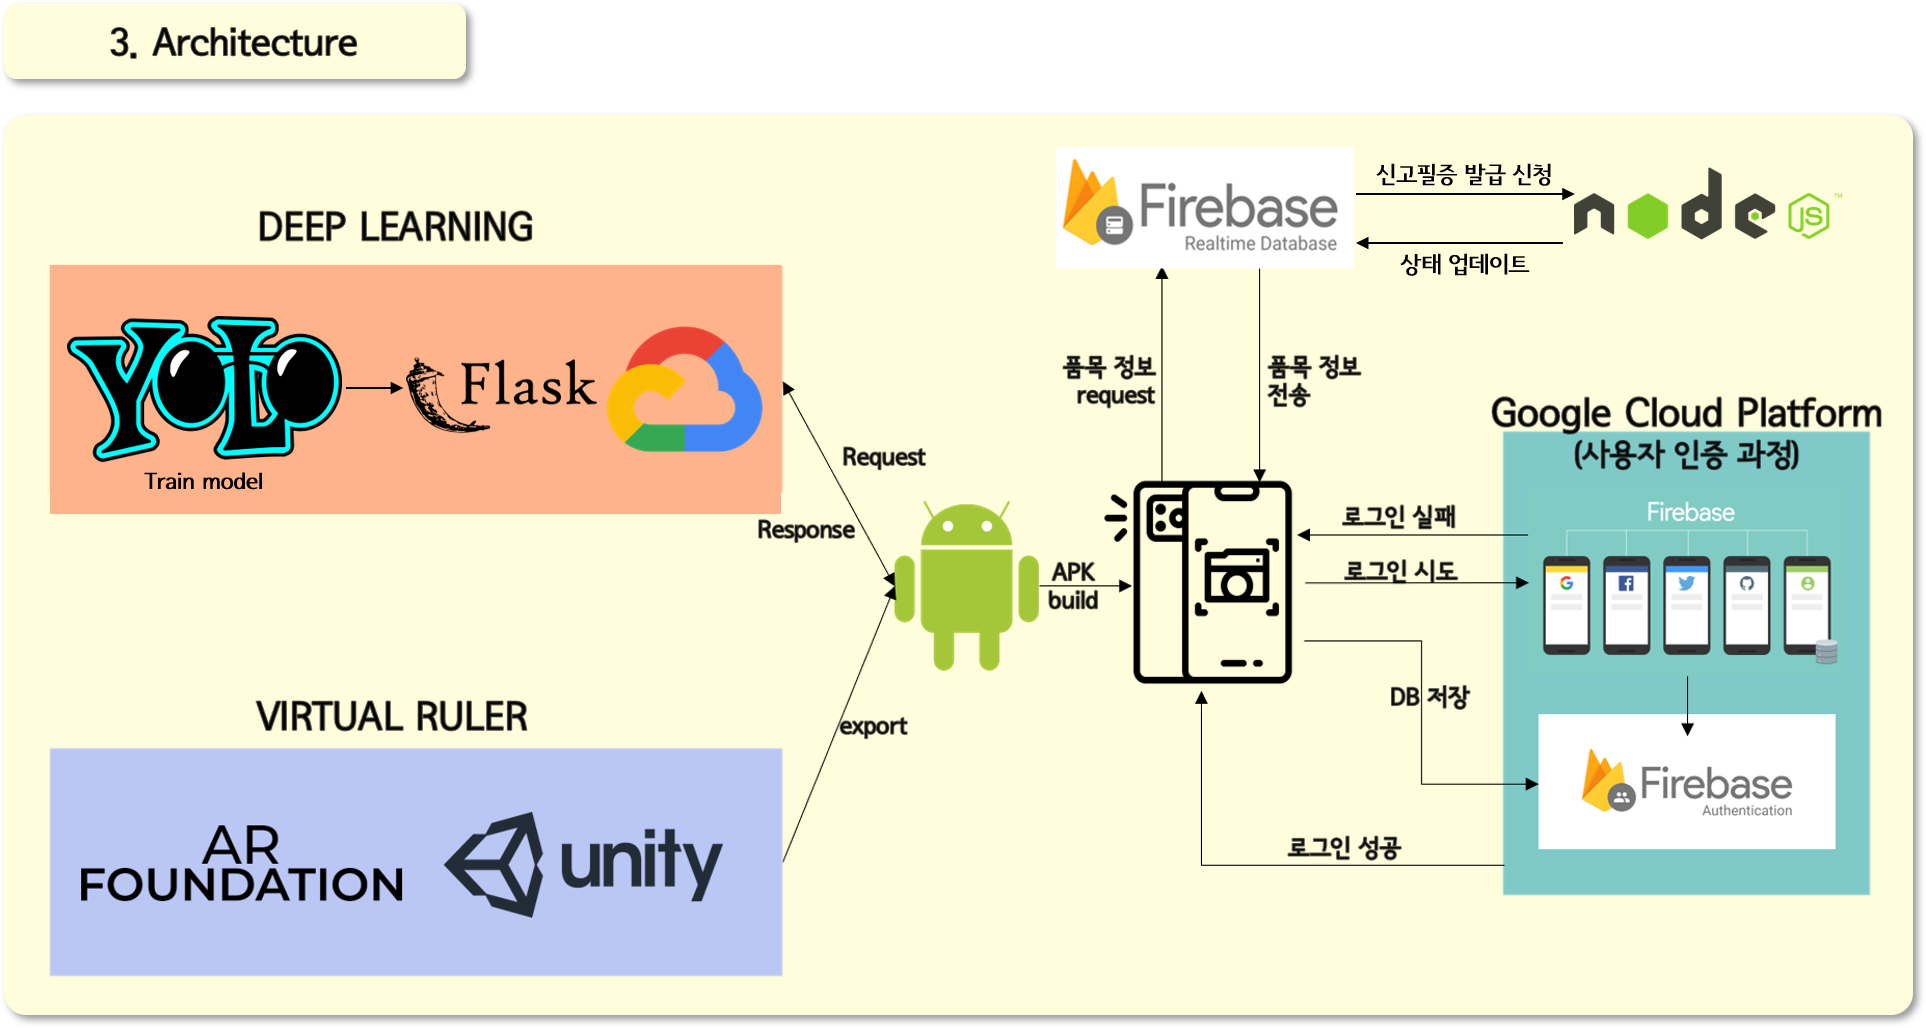 3. Architecture
DEEP LEARNING
YOLO
Train model
Flask
Request
Response
VIRTUAL RULER
AR
FOUNDATION
unity
export
APK
build
Firebase
Realtime Database
신고필증 발급 신청
상태 업데이트
node
JS
TM
품목 정보
request
품목 정보
전송
Google Cloud Platform
(사용자 인증 과정)
로그인 실패
로그인 시도
Firebase
G
f
DB 저장
Firebase
Authentication
로그인 성공